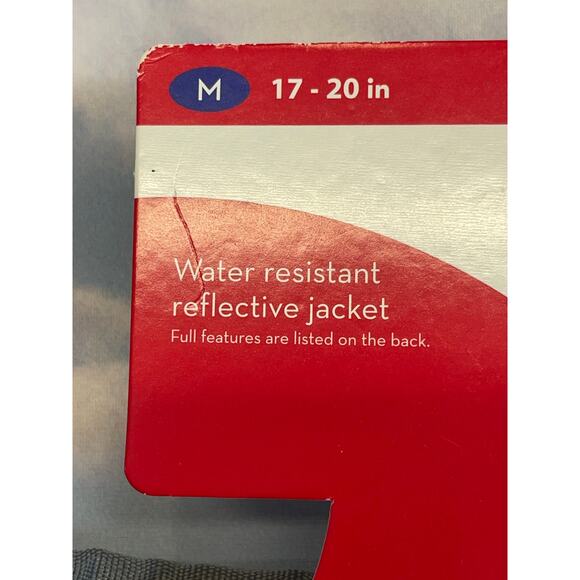 M 17 - 20 in
Water resistant
reflective jacket
Full features are listed on the back.